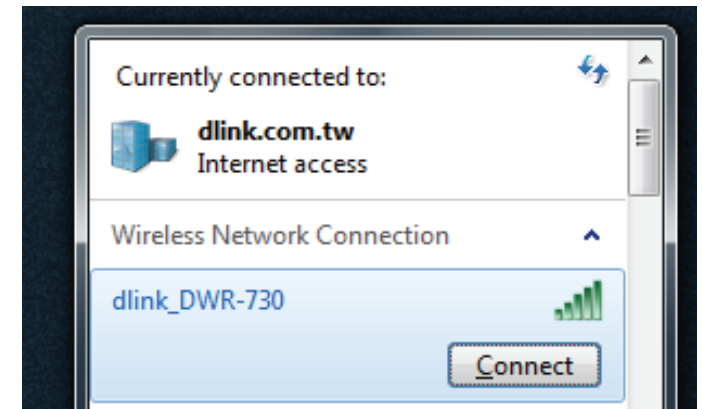 Currently connected to:
dlink.com.tw
Internet access
Wireless Network Connection
dlink_DWR-730
Connect